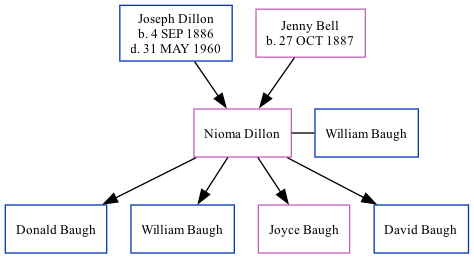 Joseph Dillon
b. 4 SEP 1886
d. 31 MAY 1960
Jenny Bell
b. 27 OCT 1887
Nioma Dillon
William Baugh
Donald Baugh
William Baugh
Joyce Baugh
David Baugh